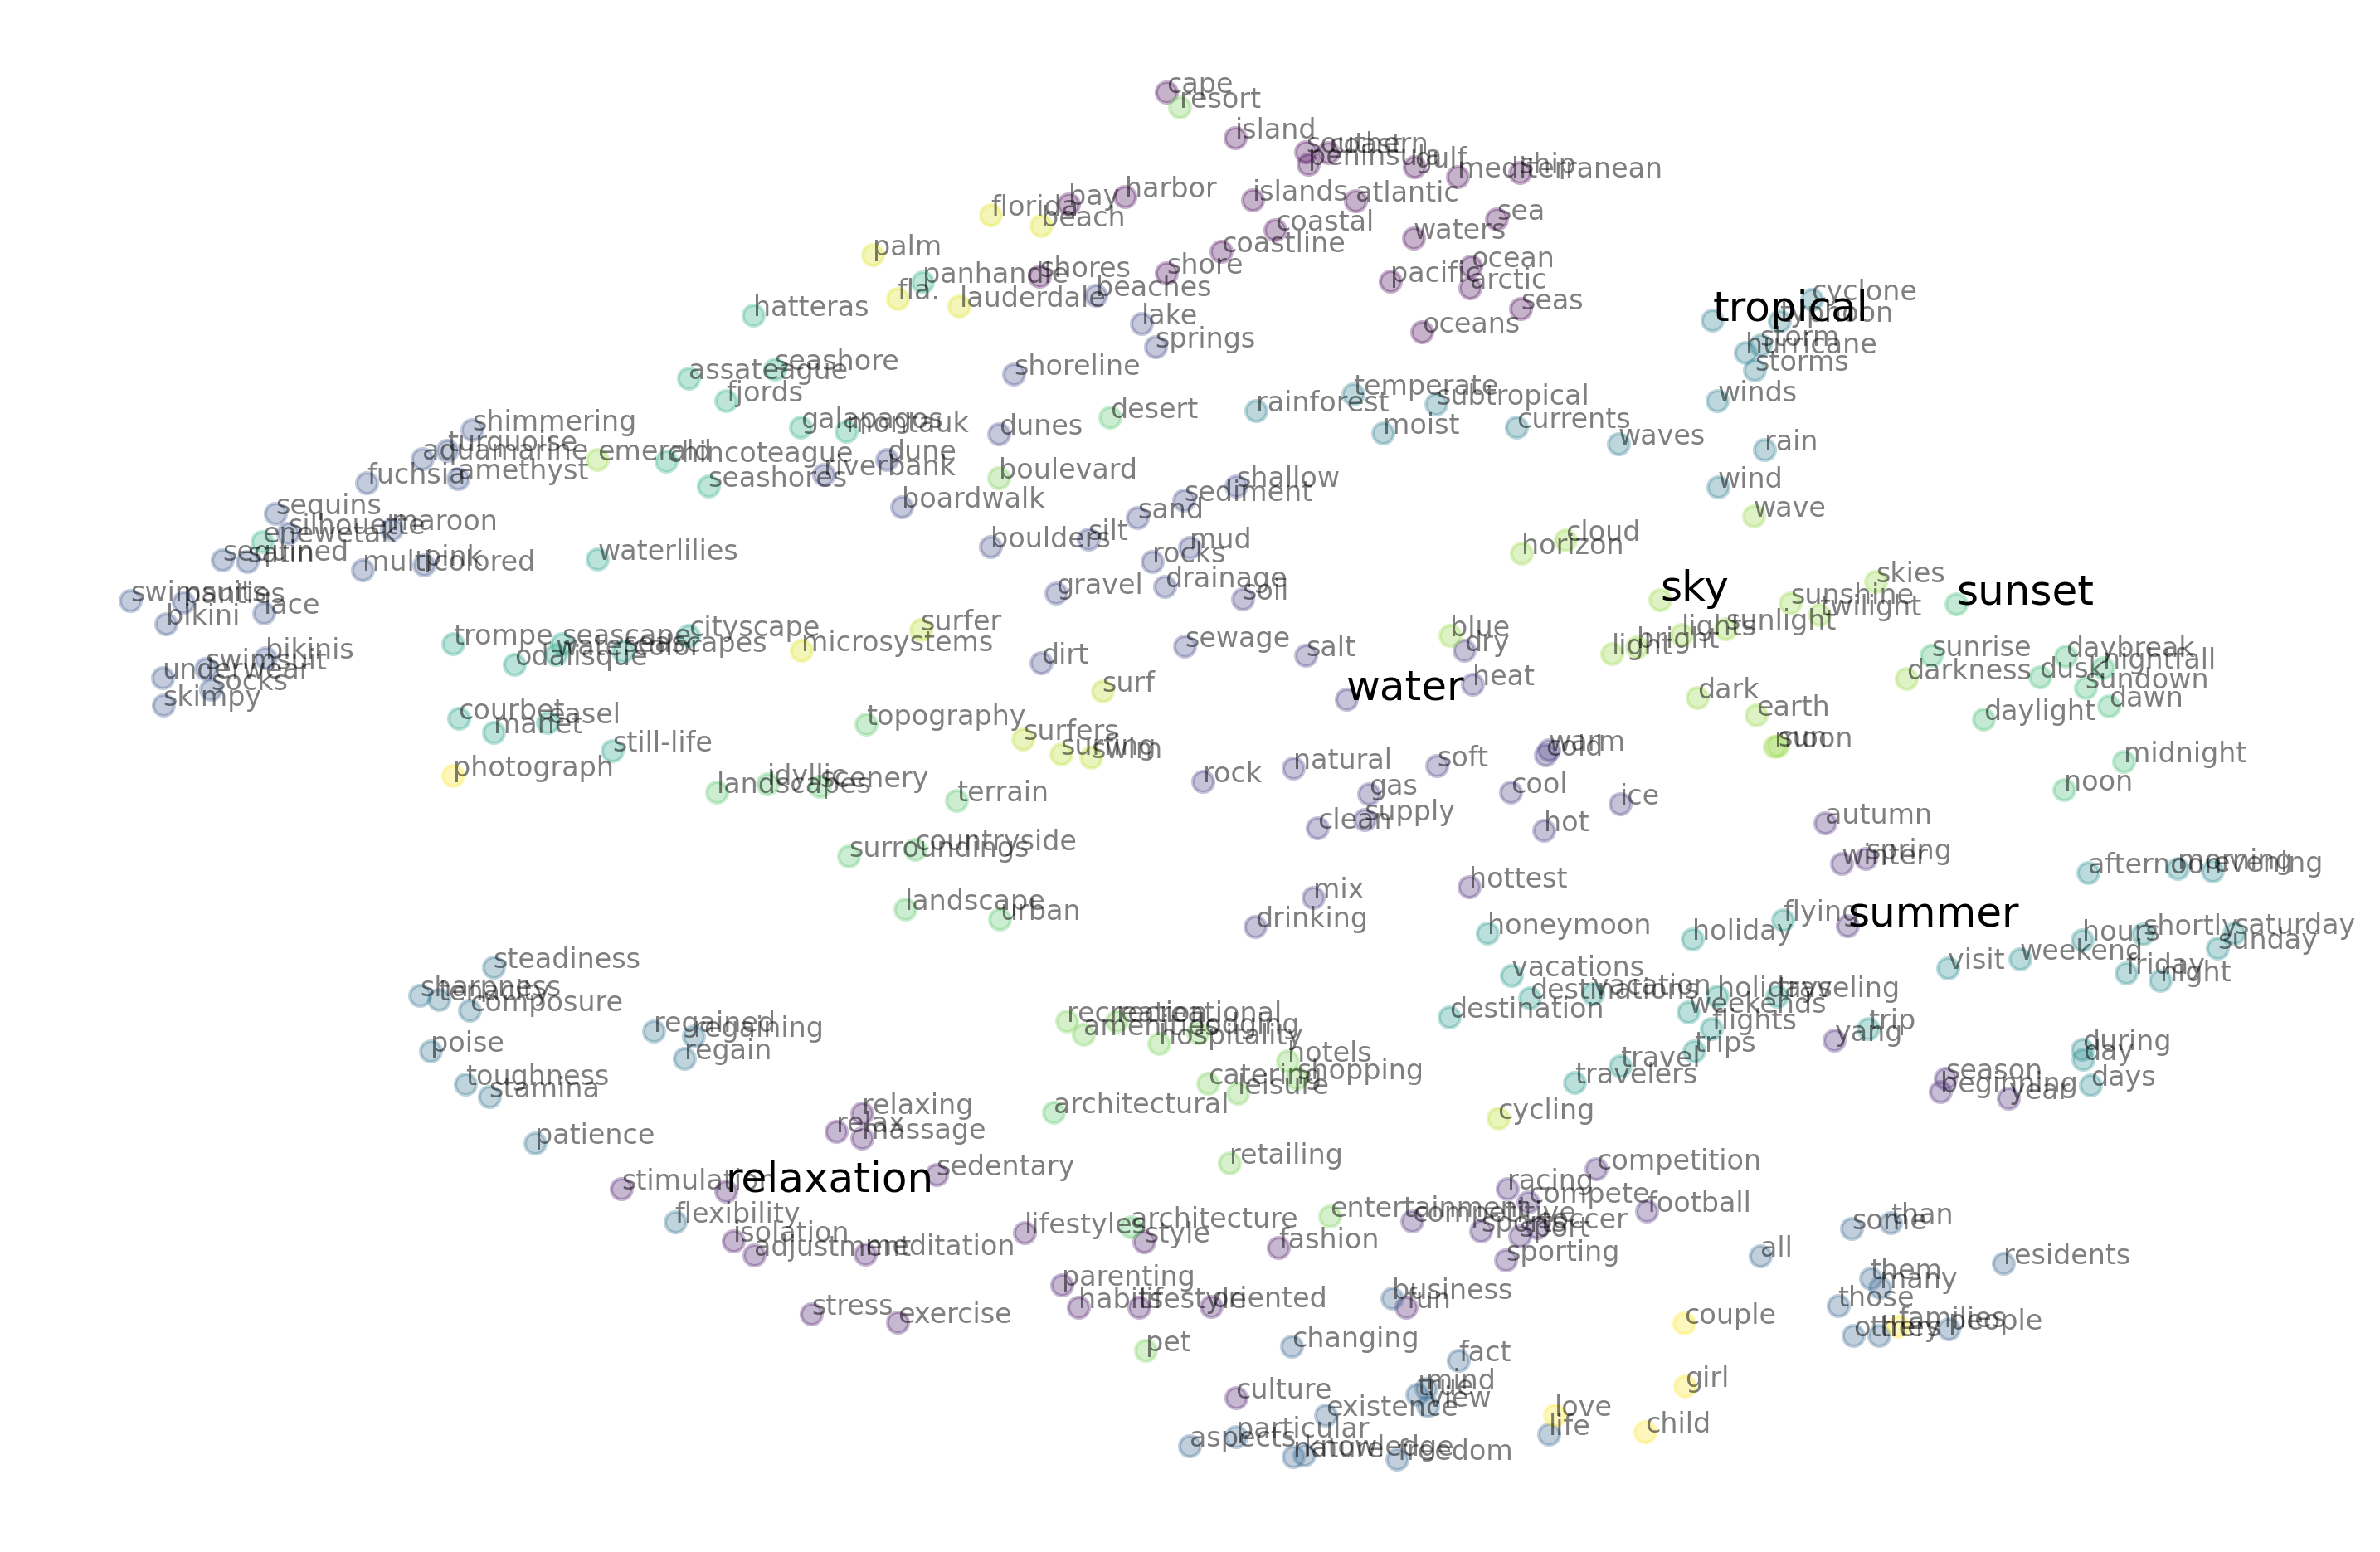 cape
resort
island
southern
coast
peninsula
gulf
mediterranean
ship
harbor
bay
florida
beach
islands
atlantic
sea
coastal
waters
coastline
palm
ocean
shore
shores
panhandle
pacific
arctic
beaches
fla.
lauderdale
seas
cyclone
tropical
typhoon
hatteras
lake
oceans
springs
storm
hurricane
storms
seashore
assateague
shoreline
fjords
temperate
subtropical
winds
rainforest
desert
currents
shimmering
galapagos
montauk
dunes
moist
waves
rain
turquoise
aquamarine
emerald
chincoteague
dune
riverbank
boulevard
amethyst
fuchsia
seashores
shallow
wind
sediment
boardwalk
sequins
sand
wave
maroon
silhouette
enewetak
silt
boulders
mud
cloud
horizon
sequined
satin
multicolored
pink
waterlilies
rocks
drainage
gravel
soil
skies
sky
sunset
swimsuits
panties
lace
bikini
sunshine
twilight
lights
sunlight
bright
light
trompe
seascape
cityscape
surfer
watercolor
seascapes
microsystems
odalisque
sewage
blue
dry
salt
dirt
sunrise
daybreak
nightfall
bikinis
swimsuit
underwear
socks
skimpy
darkness
dusk
sundown
dawn
water
heat
surf
dark
earth
daylight
courbet
easel
manet
still-life
topography
surfers
surfing
swim
sun
moon
warm
cold
midnight
photograph
idyllic
landscapes
scenery
terrain
rock
natural
soft
gas
cool
ice
noon
clean
supply
hot
autumn
surroundings
countryside
winter
spring
afternoon
morning
evening
hottest
mix
landscape
urban
drinking
honeymoon
holiday
flying
summer
hours
shortly
saturday
sunday
steadiness
vacations
visit
weekend
friday
night
sharpness
tenacity
composure
destination
destinations
vacation
holidays
traveling
weekends
regained
regaining
regain
recreation
recreational
amenities
lodging
hospitality
flights
trips
yang
trip
poise
hotels
shopping
travel
travelers
during
day
days
toughness
stamina
catering
leisure
season
beginning
year
relaxing
relax
massage
architectural
cycling
patience
retailing
competition
sedentary
relaxation
stimulation
racing
compete
football
flexibility
isolation
adjustment
meditation
lifestyles
architecture
style
fashion
entertainment
competitive
sports
soccer
sport
sporting
some
than
all
residents
parenting
habits
lifestyle
oriented
business
fun
them
many
those
families
others
they
people
stress
exercise
couple
pet
changing
fact
culture
mind
true
view
girl
existence
love
life
child
aspects
particular
nature
knowledge
freedom